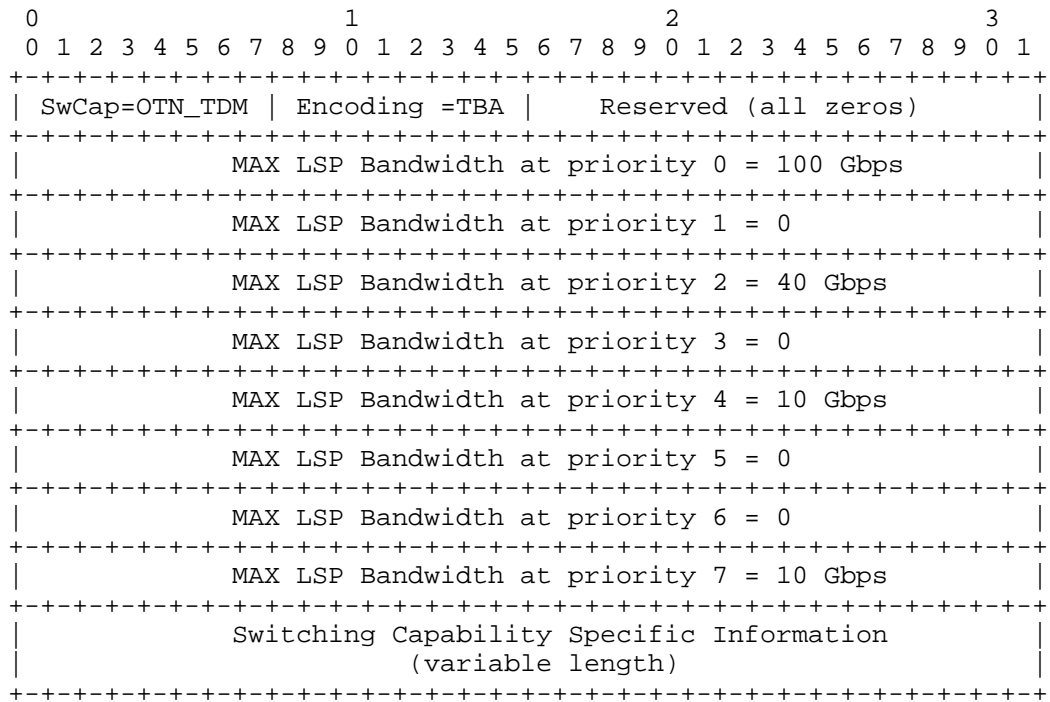 0                   1                   2                   3
 0 1 2 3 4 5 6 7 8 9 0 1 2 3 4 5 6 7 8 9 0 1 2 3 4 5 6 7 8 9 0 1
+-+-+-+-+-+-+-+-+-+-+-+-+-+-+-+-+-+-+-+-+-+-+-+-+-+-+-+-+-+-+-+-+
| SwCap=OTN_TDM | Encoding =TBA |    Reserved (all zeros)       |
+-+-+-+-+-+-+-+-+-+-+-+-+-+-+-+-+-+-+-+-+-+-+-+-+-+-+-+-+-+-+-+-+
|             MAX LSP Bandwidth at priority 0 = 100 Gbps        |
+-+-+-+-+-+-+-+-+-+-+-+-+-+-+-+-+-+-+-+-+-+-+-+-+-+-+-+-+-+-+-+-+
|             MAX LSP Bandwidth at priority 1 = 0               |
+-+-+-+-+-+-+-+-+-+-+-+-+-+-+-+-+-+-+-+-+-+-+-+-+-+-+-+-+-+-+-+-+
|             MAX LSP Bandwidth at priority 2 = 40 Gbps         |
+-+-+-+-+-+-+-+-+-+-+-+-+-+-+-+-+-+-+-+-+-+-+-+-+-+-+-+-+-+-+-+-+
|             MAX LSP Bandwidth at priority 3 = 0               |
+-+-+-+-+-+-+-+-+-+-+-+-+-+-+-+-+-+-+-+-+-+-+-+-+-+-+-+-+-+-+-+-+
|             MAX LSP Bandwidth at priority 4 = 10 Gbps         |
+-+-+-+-+-+-+-+-+-+-+-+-+-+-+-+-+-+-+-+-+-+-+-+-+-+-+-+-+-+-+-+-+
|             MAX LSP Bandwidth at priority 5 = 0               |
+-+-+-+-+-+-+-+-+-+-+-+-+-+-+-+-+-+-+-+-+-+-+-+-+-+-+-+-+-+-+-+-+
|             MAX LSP Bandwidth at priority 6 = 0               |
+-+-+-+-+-+-+-+-+-+-+-+-+-+-+-+-+-+-+-+-+-+-+-+-+-+-+-+-+-+-+-+-+
|             MAX LSP Bandwidth at priority 7 = 10 Gbps         |
+-+-+-+-+-+-+-+-+-+-+-+-+-+-+-+-+-+-+-+-+-+-+-+-+-+-+-+-+-+-+-+-+
|             Switching Capability Specific Information         |
|                        (variable length)                      |
+-+-+-+-+-+-+-+-+-+-+-+-+-+-+-+-+-+-+-+-+-+-+-+-+-+-+-+-+-+-+-+-+